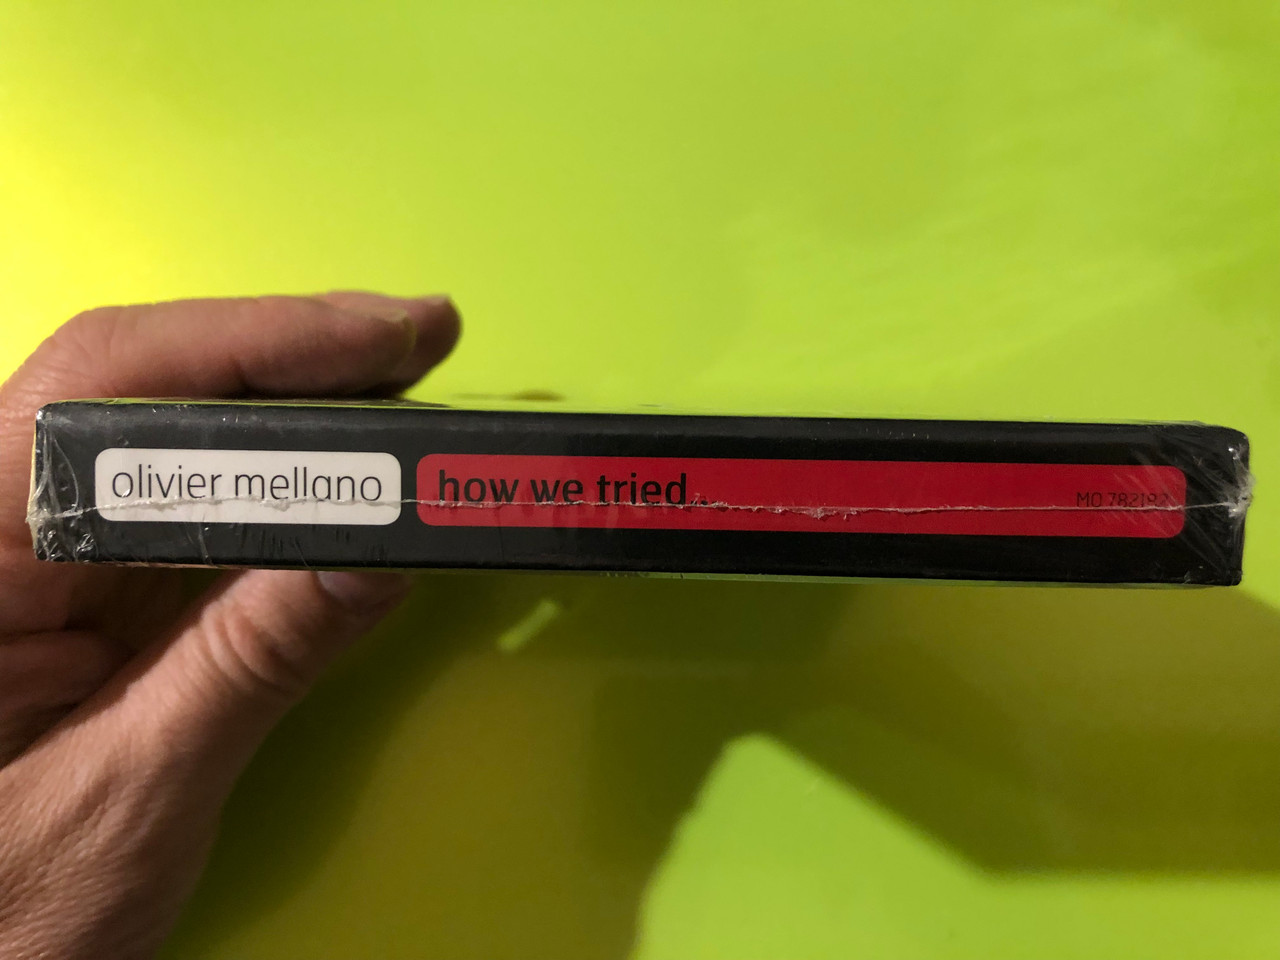 olivier mellano
how we tried...
MO 782182